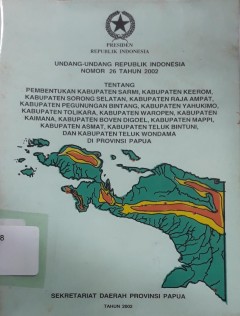 PRESIDEN
REPUBLIK INDONESIA
UNDANG-UNDANG REPUBLIK INDONESIA
NOMOR 26 TAHUN 2002
TENTANG
PEMBENTUKAN KABUPATEN SARMI, KABUPATEN KEEROM,
KABUPATEN SORONG SELATAN, KABUPATEN RAJA AMPAT,
KABUPATEN PEGUNUNGAN BINTANG, KABUPATEN YAHUKIMO,
KABUPATEN TOLIKARA, KABUPATEN WAROPEN, KABUPATEN
KAIMANA, KABUPATEN BOVEN DIGOEL, KABUPATEN MAPPI,
KABUPATEN ASMAT, KABUPATEN TELUK BINTUNI,
DAN KABUPATEN TELUK WONDAMA
DI PROVINSI PAPUA
8
SEKRETARIAT DAERAH PROVINSI PAPUA
TAHUN